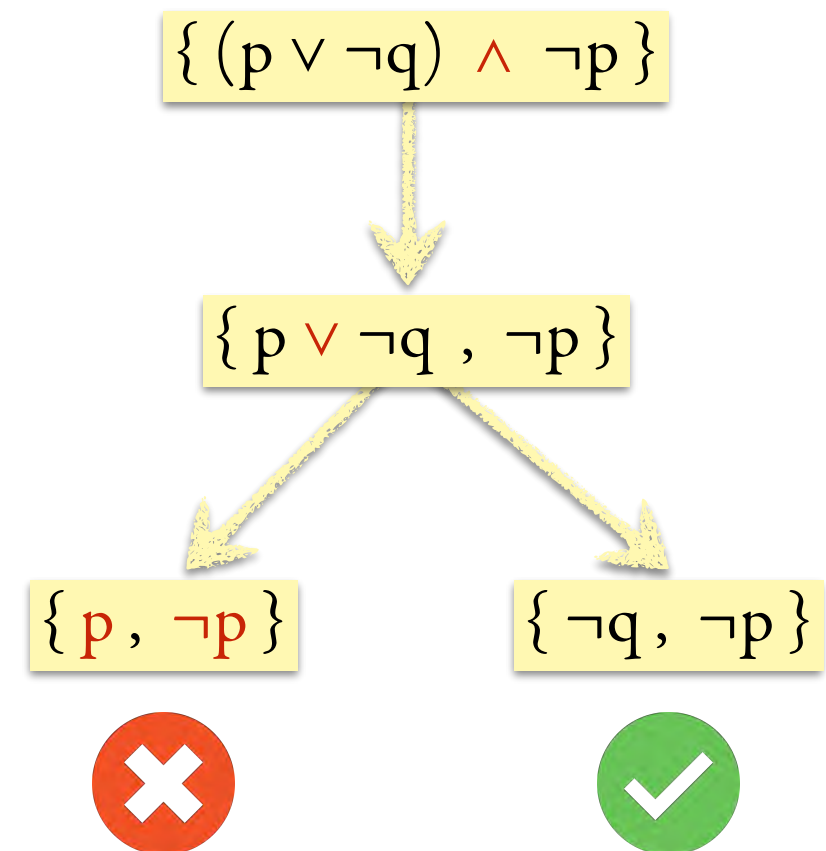 { (p ∨ ¬q) ∧ ¬p }
{ p ∨ ¬q , ¬p }
{ p , ¬p }
{ ¬q , ¬p }